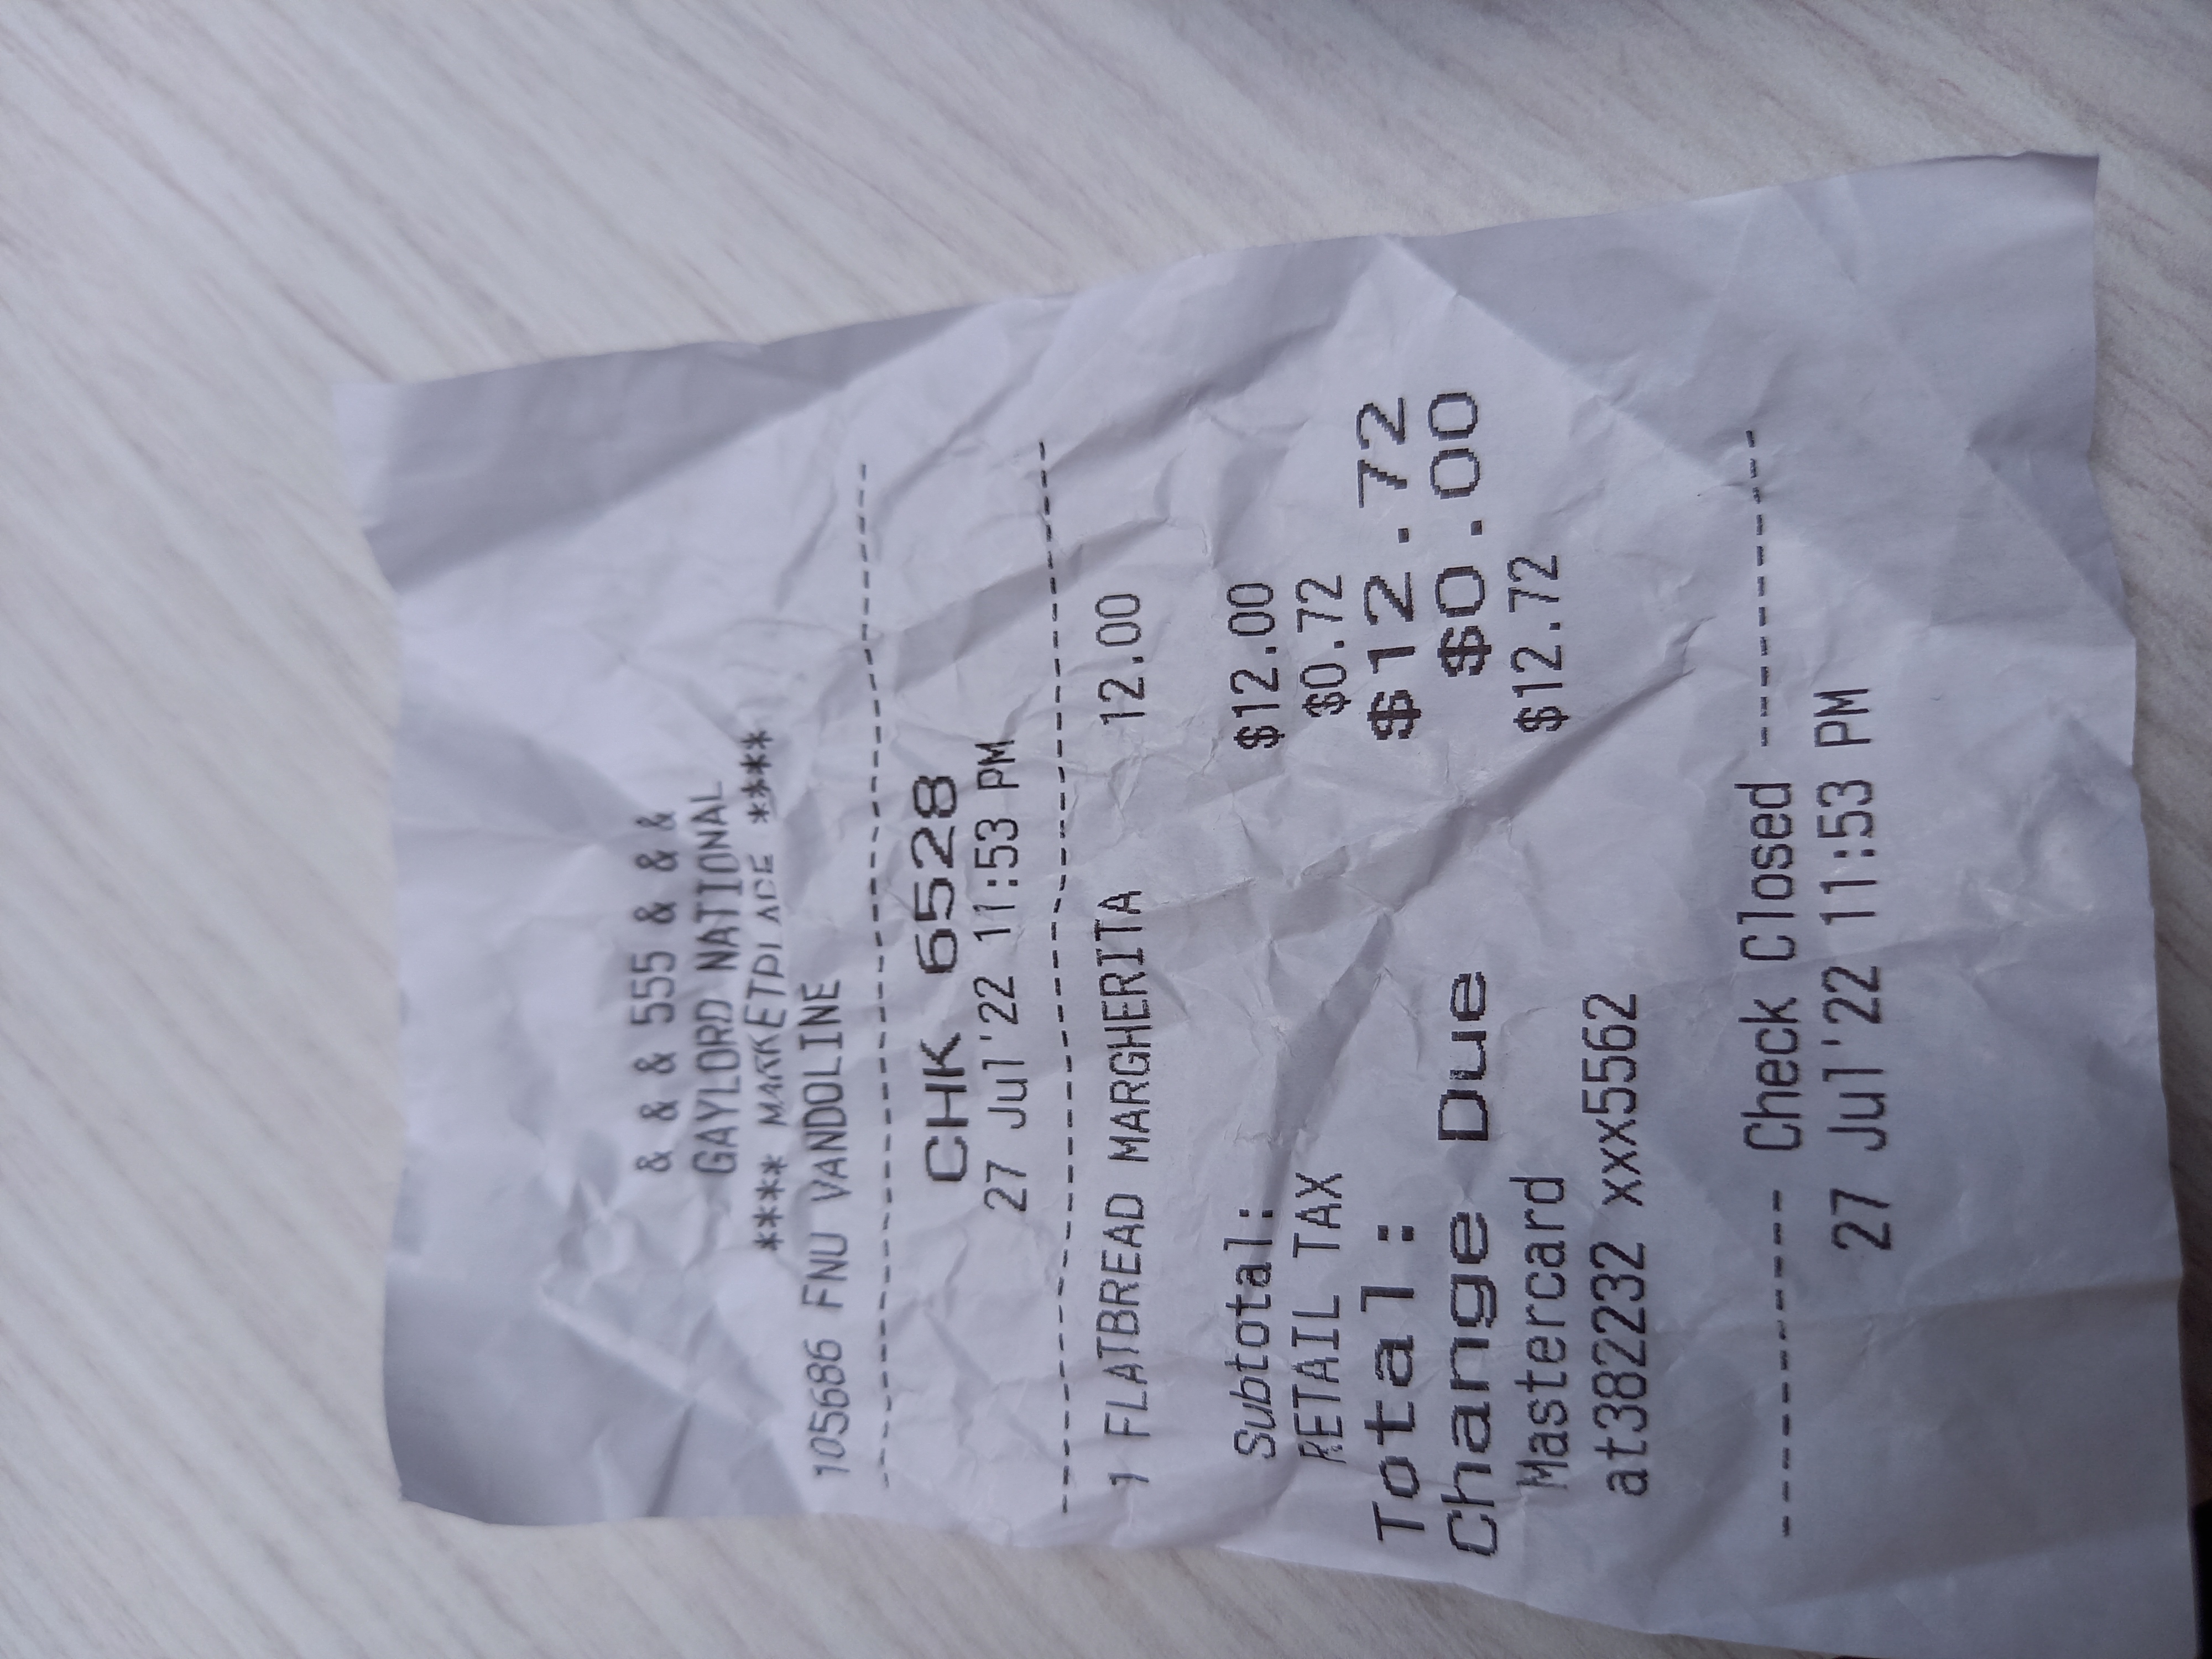 & & & 555 & & &
GAYLORD NATIONAL
**** MARKETPLACE ****
105686 FNU VANDOLINE
--------------------------------
CHK 6528
27 Jul'22 11:53 PM
--------------------------------
1 FLATBREAD MARGHERITA 12.00
Subtotal: $12.00
RETAIL TAX $0.72
Total: $12.72
Change Due $0.00
Mastercard $12.72
at382232 xxx5562
----------- Check Closed ----------
27 Jul'22 11:53 PM